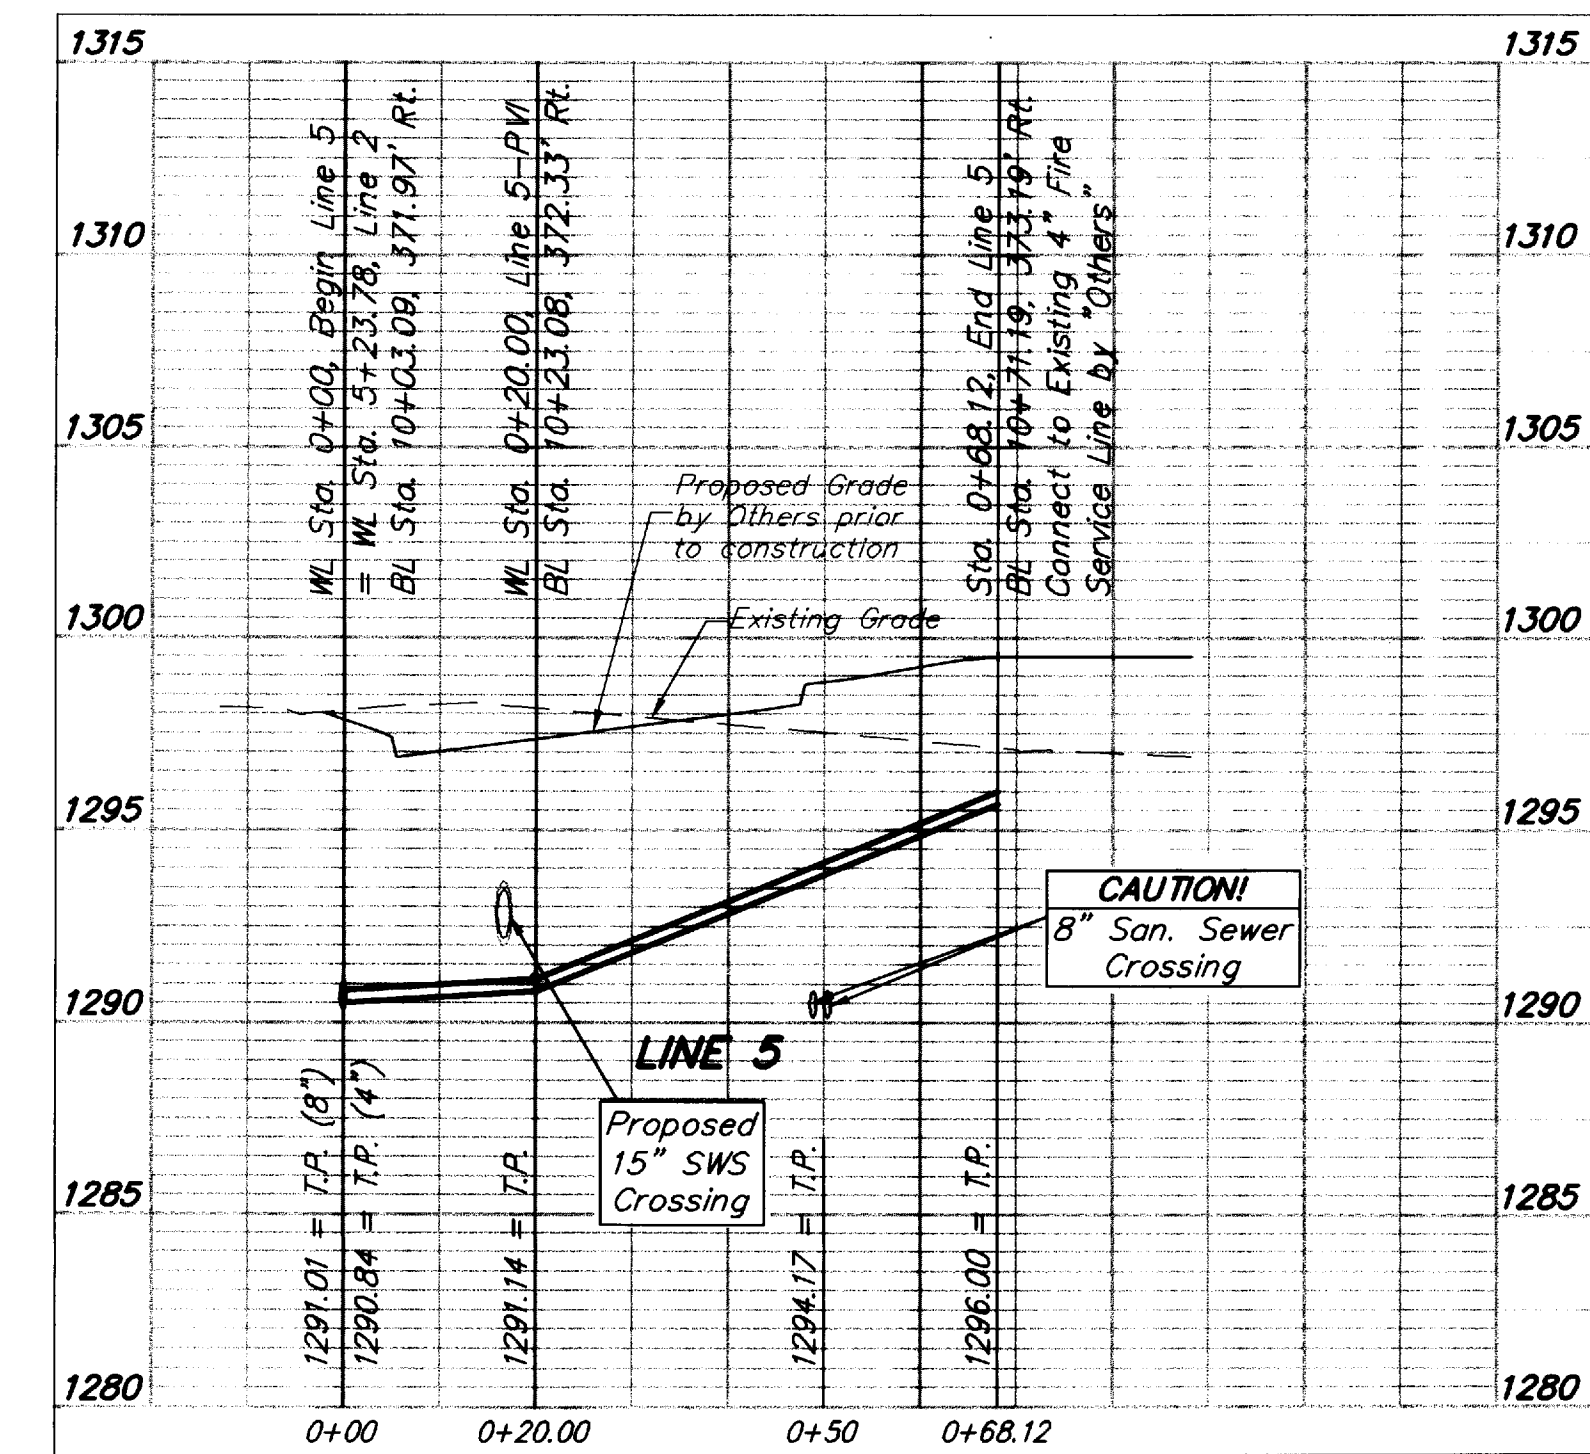 1315
1315
1310
1310
1305
1305
1300
1300
1295
1295
1290
1290
1285
1285
1280
1280
WL Sta. 0+00, Begin Line 5
= WL Sta. 5+23.78, Line 2
BL Sta. 10+03.09, 371.97' Rt.
WL Sta. 0+20.00, Line 5-PVI
BL Sta. 10+23.08, 372.33' Rt.
Sta. 0+68.12, End Line 5
BL Sta. 10+71.19, 373.19' Rt.
Connect to Existing 4" Fire
Service Line by "Others"
Proposed Grade
by Others prior
to construction
Existing Grade
CAUTION!
8" San. Sewer
Crossing
LINE 5
Proposed
15" SWS
Crossing
1291.01 = T.P. (8")
1290.84 = T.P. (4")
1291.14 = T.P.
1294.17 = T.P.
1296.00 = T.P.
0+00
0+20.00
0+50
0+68.12